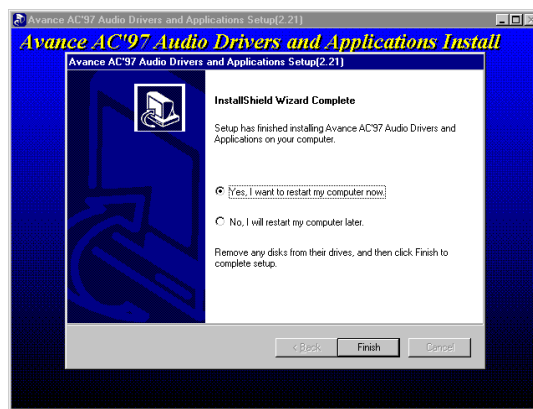 Avance AC'97 Audio Drivers and Applications Setup(2.21)
Avance AC'97 Audio Drivers and Applications Install
Avance AC'97 Audio Drivers and Applications Setup(2.21)
InstallShield Wizard Complete
Setup has finished installing Avance AC'97 Audio Drivers and
Applications on your computer.
Yes, I want to restart my computer now.
No, I will restart my computer later.
Remove any disks from their drives, and then click Finish to
complete setup.
< Back Finish Cancel